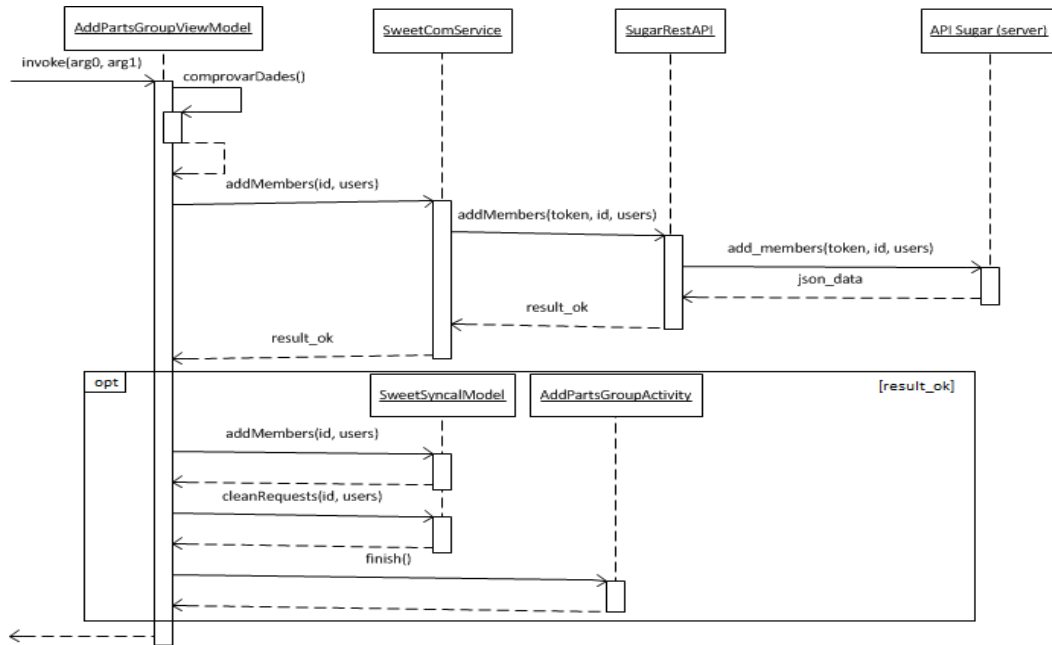 AddPartsGroupViewModel
SweetComService
SugarRestAPI
API Sugar (server)
invoke(arg0, arg1)
comprovarDades()
addMembers(id, users)
addMembers(token, id, users)
add_members(token, id, users)
json_data
result_ok
result_ok
opt
[result_ok]
SweetSyncalModel
AddPartsGroupActivity
addMembers(id, users)
cleanRequests(id, users)
finish()